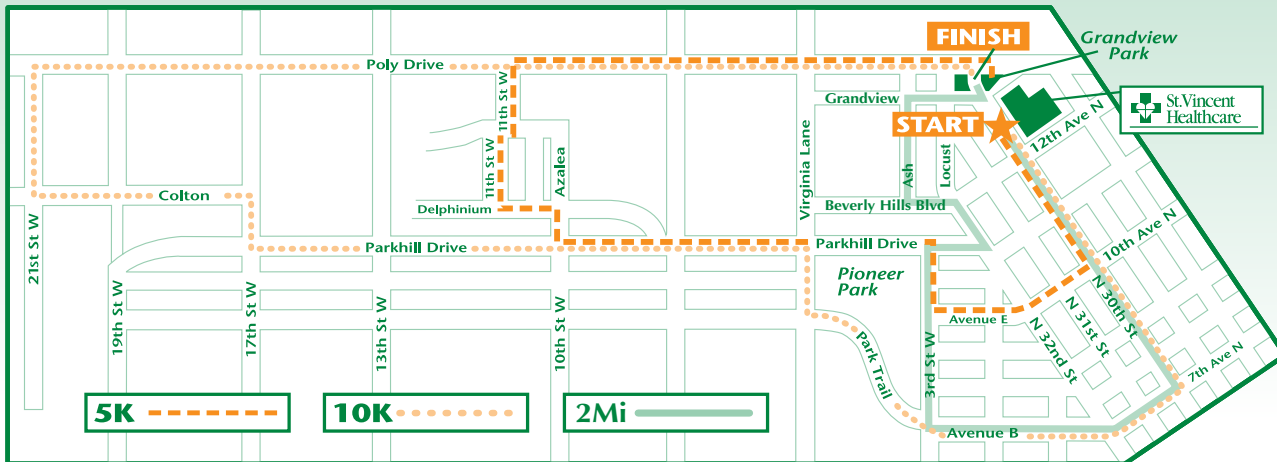 FINISH
Grandview
Park
Poly Drive
St.Vincent
Healthcare
Grandview
START
12th Ave N
11th St W
11th St W
Azalea
Virginia Lane
Ash
Locust
Colton
Delphinium
Beverly Hills Blvd
Parkhill Drive
Parkhill Drive
10th Ave N
21st St W
19th St W
17th St W
13th St W
10th St W
Pioneer
Park
Avenue E
N 30th St
N 31st St
N 32nd St
7th Ave N
Park Trail
3rd St W
Avenue B
5K
10K
2Mi